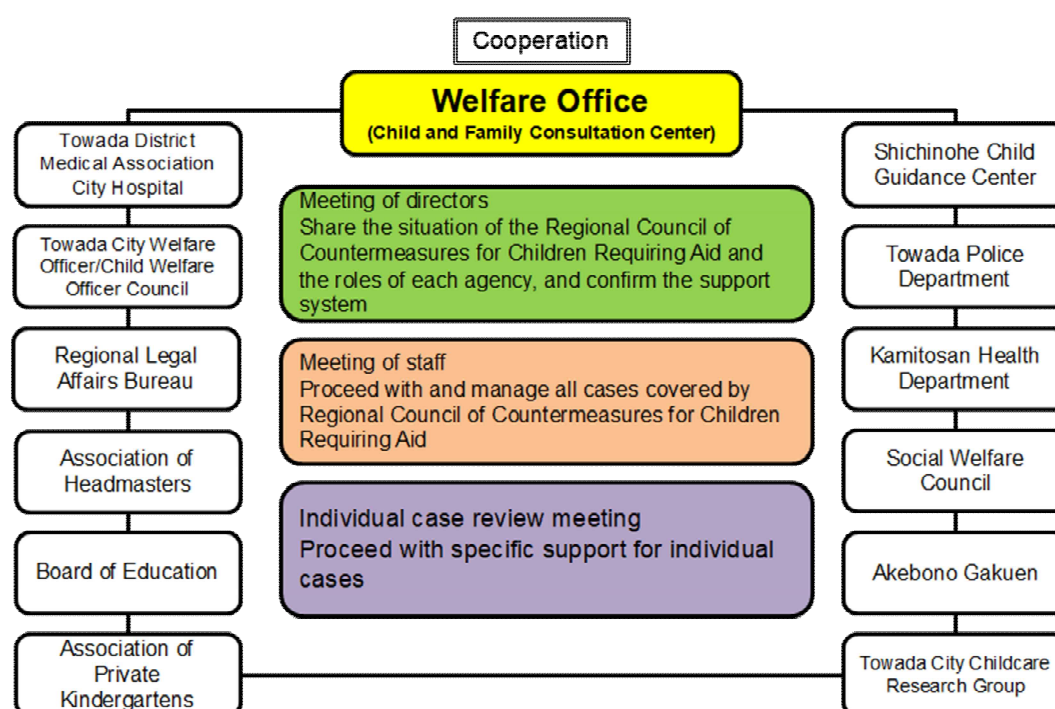 Cooperation
Welfare Office
(Child and Family Consultation Center)
Towada District
Medical Association
City Hospital
Towada City Welfare
Officer/Child Welfare
Officer Council
Regional Legal
Affairs Bureau
Association of
Headmasters
Board of Education
Association of
Private
Kindergartens
Meeting of directors
Share the situation of the Regional Council of
Countermeasures for Children Requiring Aid and
the roles of each agency, and confirm the support
system
Meeting of staff
Proceed with and manage all cases covered by
Regional Council of Countermeasures for Children
Requiring Aid
Individual case review meeting
Proceed with specific support for individual
cases
Shichinohe Child
Guidance Center
Towada Police
Department
Kamitosan Health
Department
Social Welfare
Council
Akebono Gakuen
Towada City Childcare
Research Group